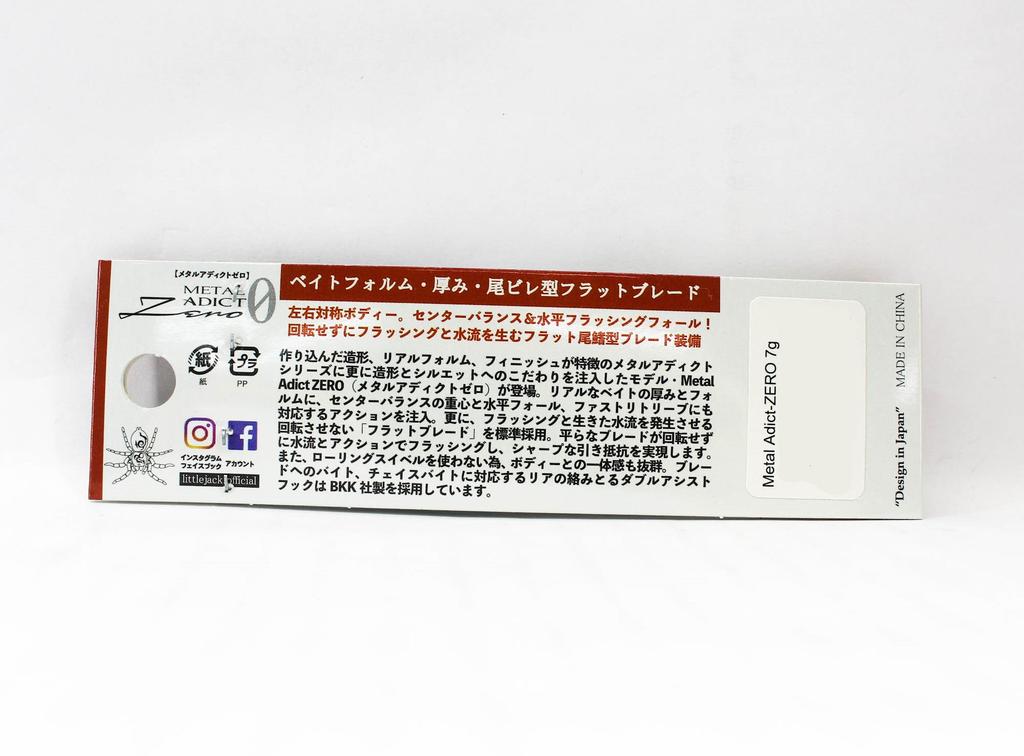 【メタルアディクトゼロ】
METAL
ADICT
Zero 0
紙
紙
プラ
PP
インスタグラム
フェイスブック アカウント
littlejack official
ベイトフォルム・厚み・尾ビレ型フラットブレード
左右対称ボディー。センターバランス&水平フラッシングフォール!
回転せずにフラッシングと水流を生むフラット尾鰭型ブレード装備
作り込んだ造形、リアルフォルム、フィニッシュが特徴のメタルアディクト
シリーズに更に造形とシルエットへのこだわりを注入したモデル・Metal
Adict ZERO(メタルアディクトゼロ)が登場。リアルなベイトの厚みとフォ
ルムに、センターバランスの重心と水平フォール、ファストリトリーブにも
対応するアクションを注入。更に、フラッシングと生きた水流を発生させる
回転させない「フラットブレード」を標準採用。平らなブレードが回転せず
に水流とアクションでフラッシングし、シャープな引き抵抗を実現します。
また、ローリングスイベルを使わない為、ボディーとの一体感も抜群。ブレー
ドへのバイト、チェイスバイトに対応するリアの絡みとるダブルアシスト
フックは BKK 社製を採用しています。
Metal Adict-ZERO 7g
"Design in Japan" MADE IN CHINA